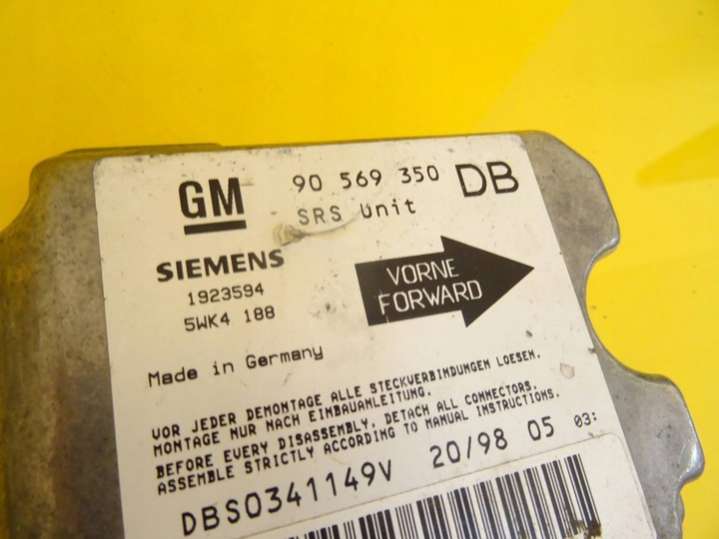 GM 90 569 350 DB
SRS Unit
SIEMENS
1923594
5WK4 188
VORNE
FORWARD
Made in Germany
VOR JEDER DEMONTAGE ALLE STECKVERBINDUNGEN LOESEN.
MONTAGE NUR NACH EINBAUANLEITUNG.
BEFORE EVERY DISASSEMBLY, DETACH ALL CONNECTORS.
ASSEMBLE STRICTLY ACCORDING TO MANUAL INSTRUCTIONS.
DBS0341149V 20/98 05 03: